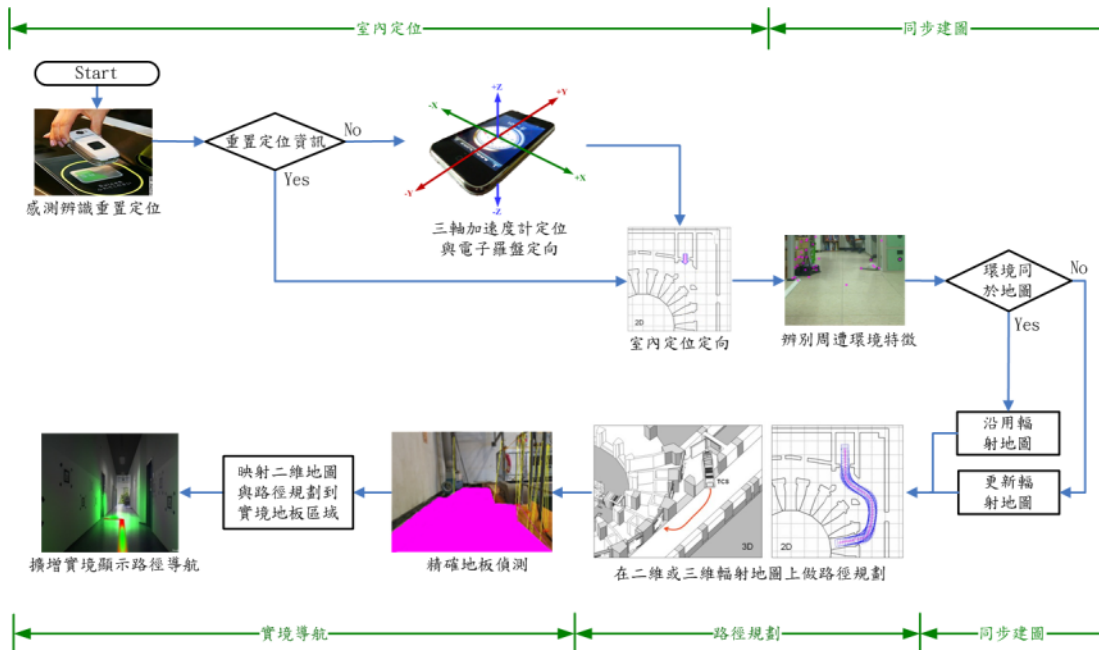 室內定位
同步建圖
Start
重置定位資訊
No
Yes
感測辨識重置定位
+Z
+Y
-X
+X
-Y
-Z
三軸加速度計定位
與電子羅盤定向
2D
室內定位定向
辨別周遭環境特徵
環境同
於地圖
No
Yes
沿用輻
射地圖
更新輻
射地圖
TCS
3D
2D
在二維或三維輻射地圖上做路徑規劃
精確地板偵測
映射二維地圖
與路徑規劃到
實境地板區域
擴增實境顯示路徑導航
實境導航
路徑規劃
同步建圖